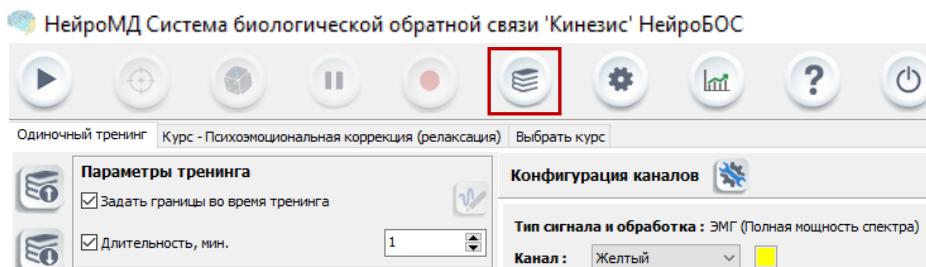 НейроМД Система биологической обратной связи 'Кинезис' НейроБОС
?
Одиночный тренинг Курс - Психоэмоциональная коррекция (релаксация) Выбрать курс
Параметры тренинга
Конфигурация каналов
Задать границы во время тренинга
Тип сигнала и обработка : ЭМГ (Полная мощность спектра)
Длительность, мин. 1
Канал : Желтый